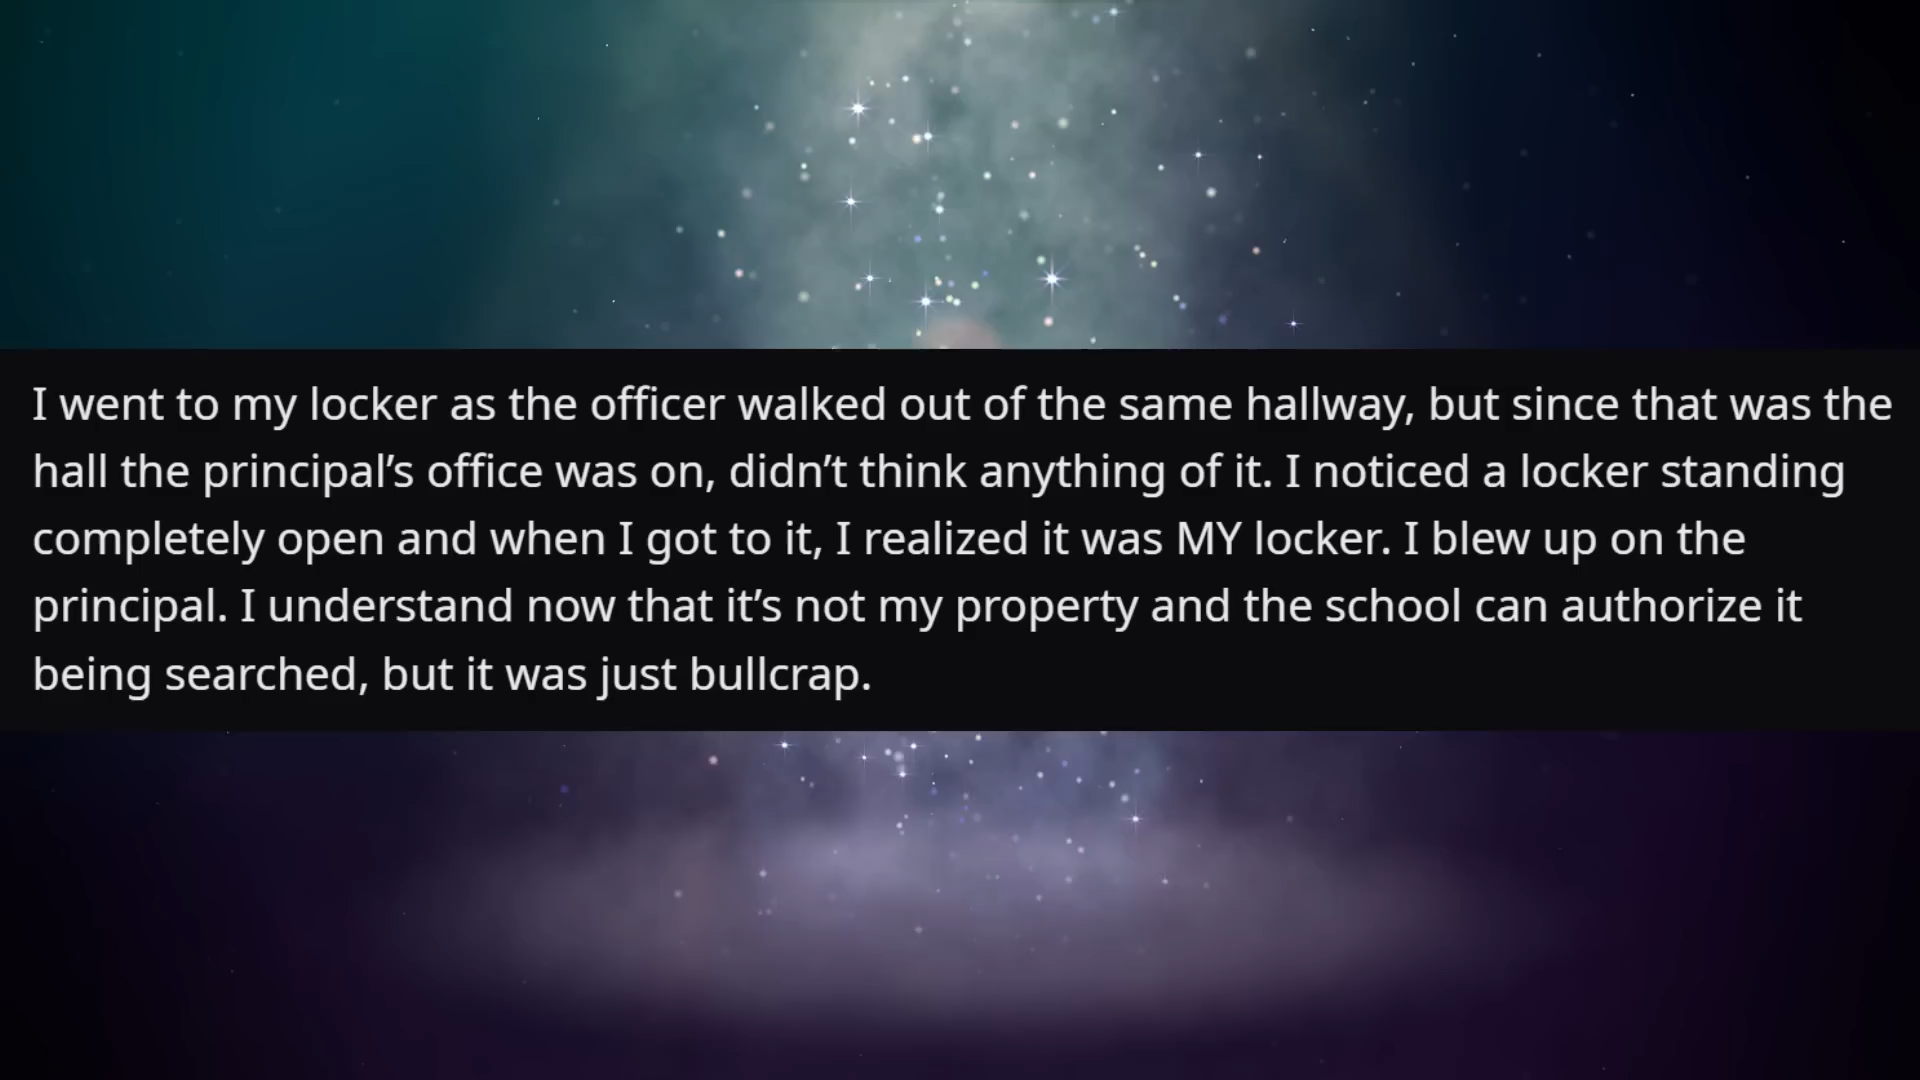 I went to my locker as the officer walked out of the same hallway, but since that was the
hall the principal’s office was on, didn’t think anything of it. I noticed a locker standing
completely open and when I got to it, I realized it was MY locker. I blew up on the
principal. I understand now that it’s not my property and the school can authorize it
being searched, but it was just bullcrap.